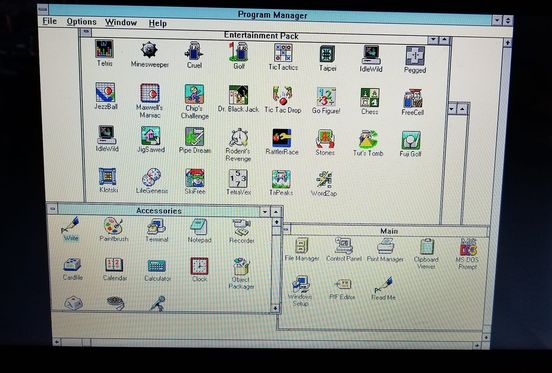 Program Manager
File Options Window Help
Entertainment Pack
Tetris Minesweeper Cruel Golf TicTactics Taipei IdleWild Pegged
JezzBall Maxwell's Maniac Chip's Challenge Dr. Black Jack Tic Tac Drop Go Figure! Chess FreeCell
IdleWild JigSawed Pipe Dream Rodent's Revenge RattlerRace Stones Tut's Tomb Fuji Golf
Klotski LifeGenesis SkiFree TetraVex TriPeaks WordZap
Accessories
Write Paintbrush Terminal Notepad Recorder
Cardfile Calendar Calculator Clock Object Packager
Main
File Manager Control Panel Print Manager Clipboard Viewer MS-DOS Prompt
Windows Setup PIF Editor Read Me